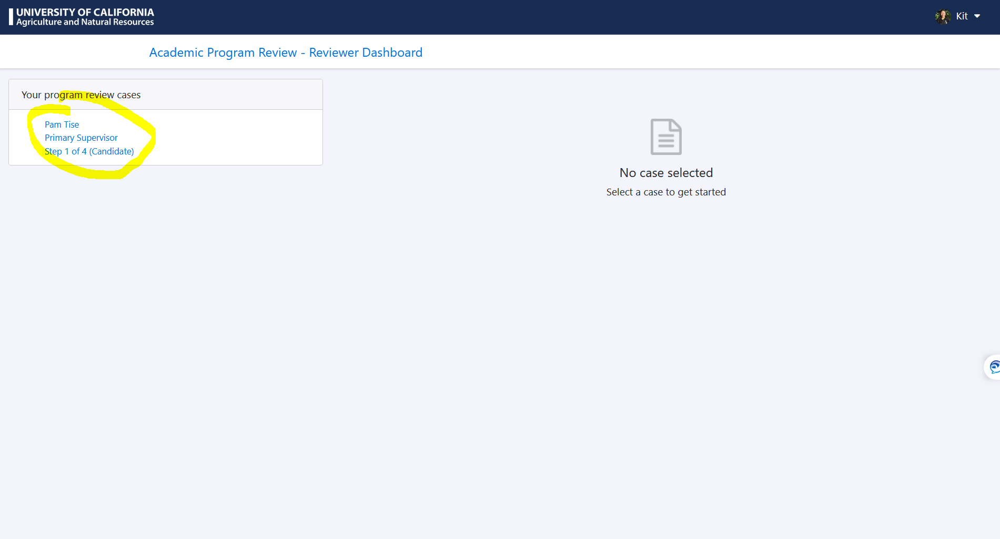 UNIVERSITY OF CALIFORNIA
Agriculture and Natural Resources
Kit
Academic Program Review - Reviewer Dashboard
Your program review cases
Pam Tise
Primary Supervisor
Step 1 of 4 (Candidate)
No case selected
Select a case to get started